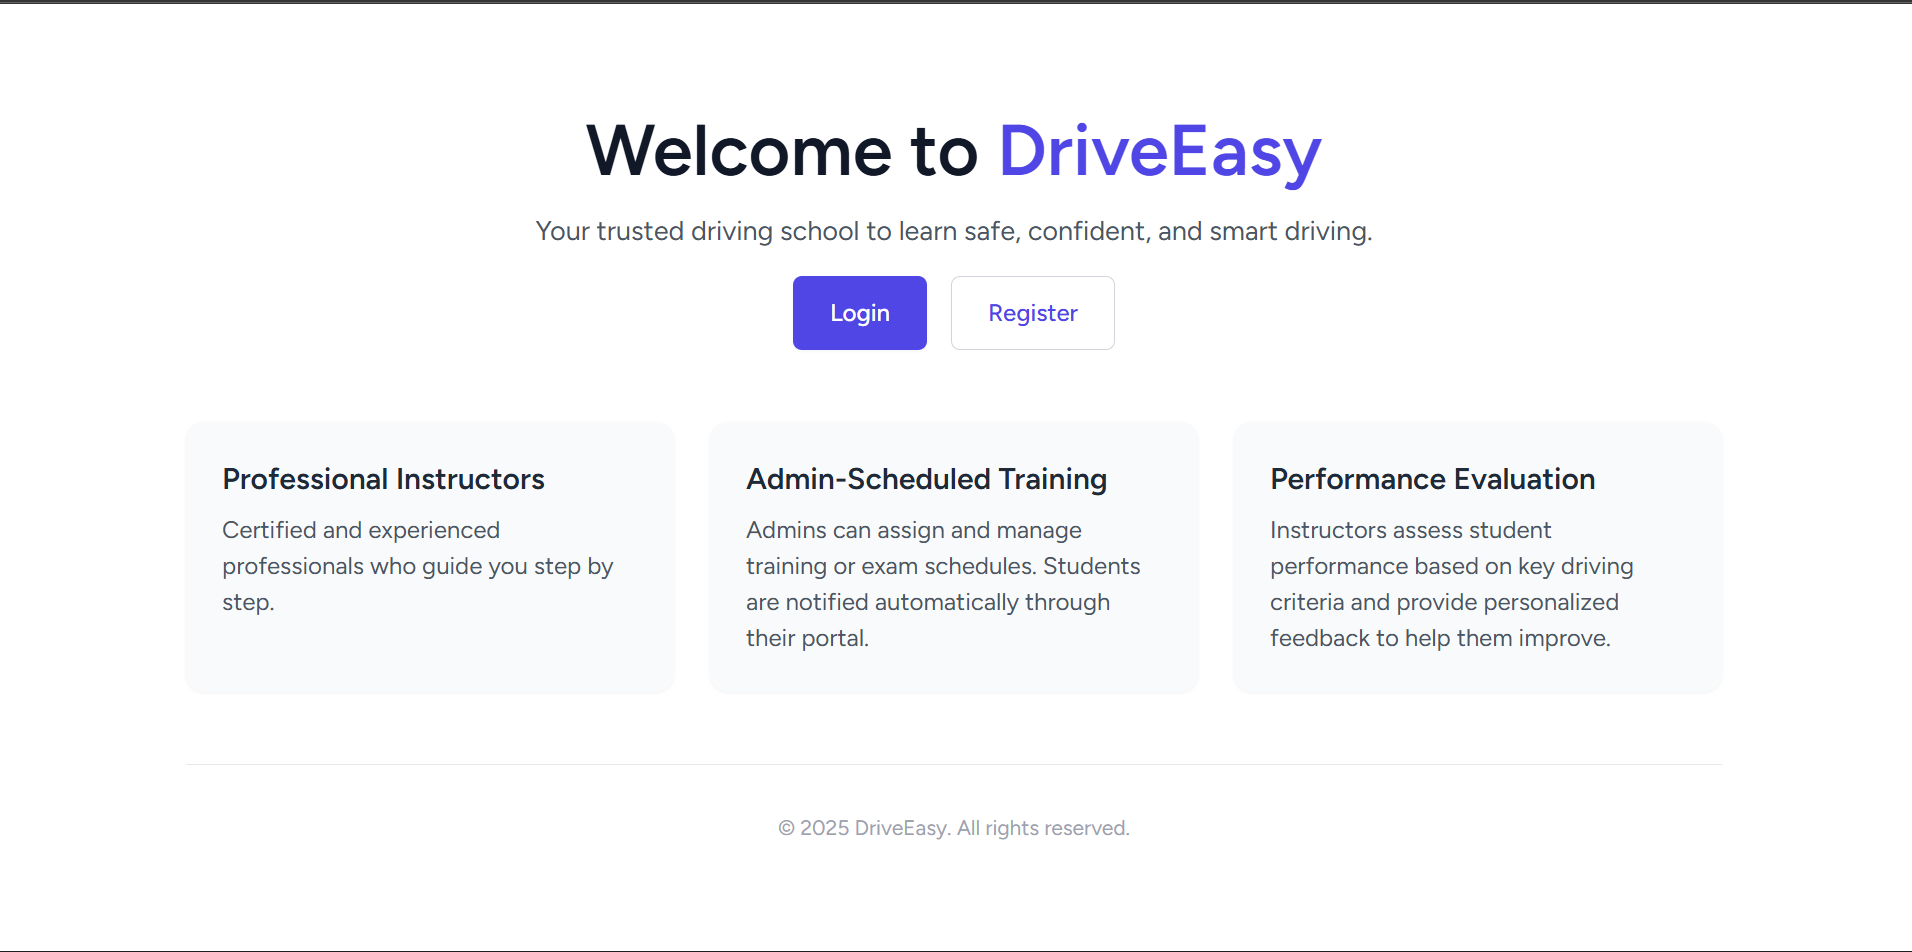 Welcome to DriveEasy
Your trusted driving school to learn safe, confident, and smart driving.
Login
Register
Professional Instructors
Certified and experienced
professionals who guide you step by
step.
Admin-Scheduled Training
Admins can assign and manage
training or exam schedules. Students
are notified automatically through
their portal.
Performance Evaluation
Instructors assess student
performance based on key driving
criteria and provide personalized
feedback to help them improve.
© 2025 DriveEasy. All rights reserved.